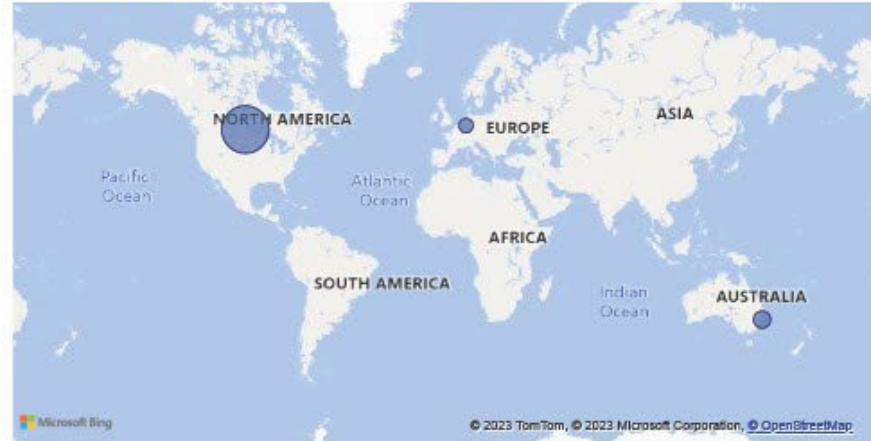 NORTH AMERICA
EUROPE
ASIA
Pacific
Ocean
Atlantic
Ocean
AFRICA
SOUTH AMERICA
Indian
Ocean
AUSTRALIA
Microsoft Bing
© 2023 TomTom, © 2023 Microsoft Corporation, © OpenStreetMap